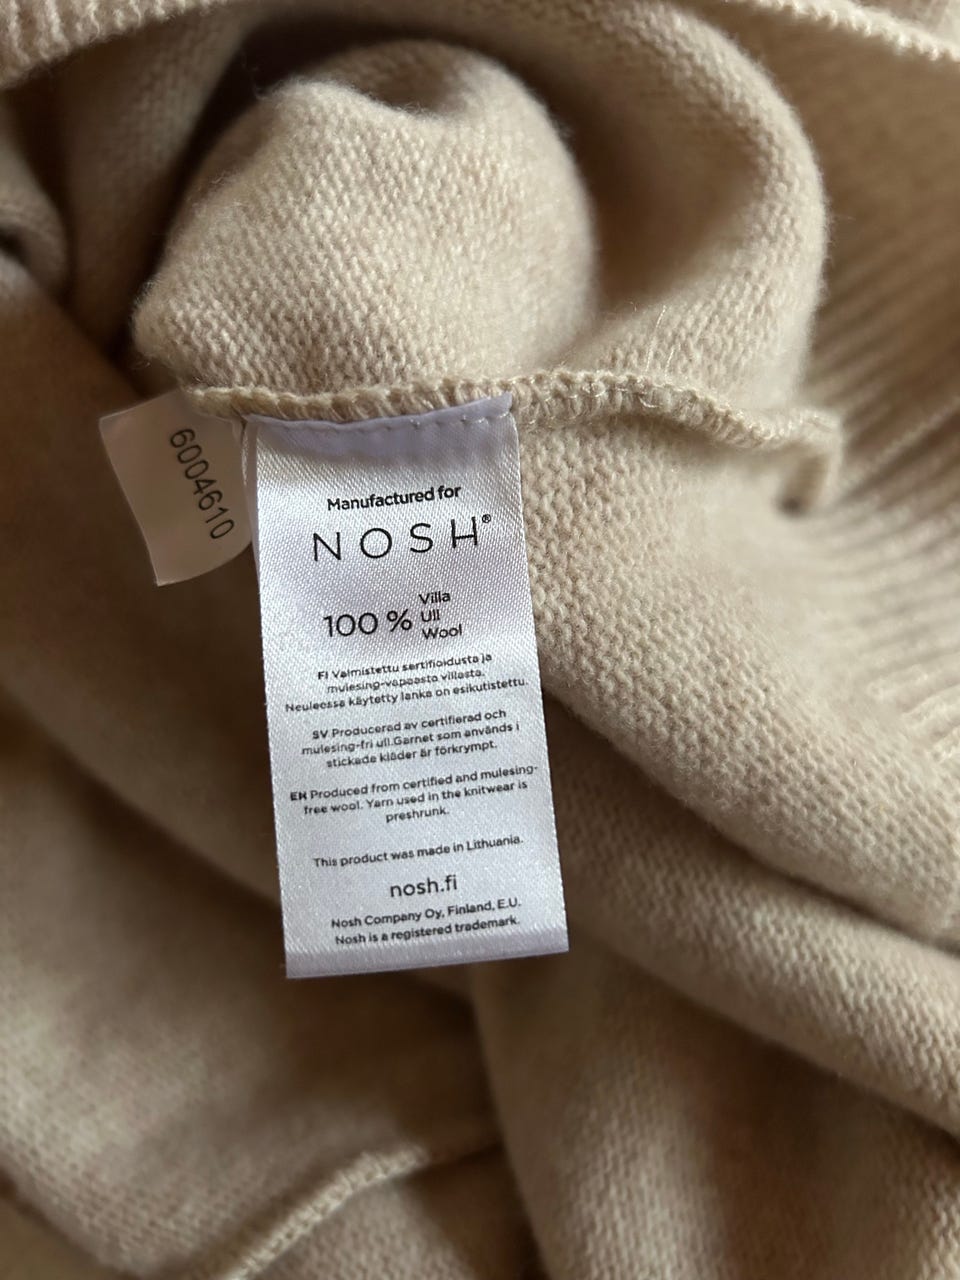 6004610
Manufactured for
NOSH®
100 % Villa
Ull
Wool
FI Valmistettu sertifioidusta ja
mulesing-vapaasta villasta.
Neuleessa käytetty lanka on esikutistettu.
SV Producerad av certifierad och
mulesing-fri ull.Garnet som används i
stickade kläder är förkrympt.
EN Produced from certified and mulesing-
free wool. Yarn used in the knitwear is
preshrunk.
This product was made in Lithuania.
nosh.fi
Nosh Company Oy, Finland, E.U.
Nosh is a registered trademark.